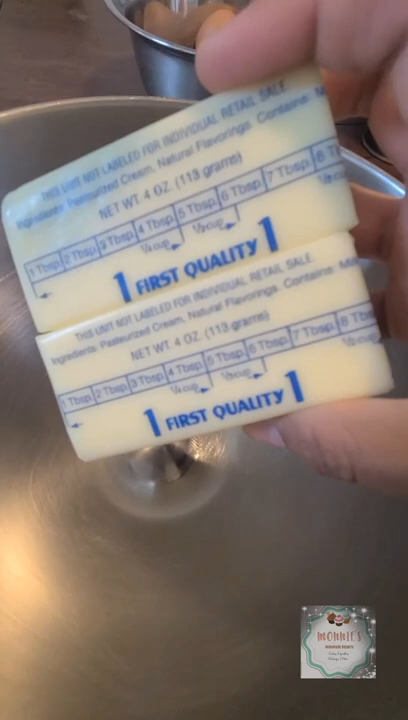 THIS UNIT NOT LABELED FOR INDIVIDUAL RETAIL SALE
Ingredients: Pasteurized Cream, Natural Flavorings. Contains: M
NET WT. 4 OZ. (113 grams)
1 Tbsp. 2 Tbsp. 3 Tbsp. 4 Tbsp. 5 Tbsp. 6 Tbsp. 7 Tbsp. 8 T
¼ cup ⅓ cup ½ cu
1 FIRST QUALITY 1
THIS UNIT NOT LABELED FOR INDIVIDUAL RETAIL SALE
Ingredients: Pasteurized Cream, Natural Flavorings. Contains: Mi
NET WT. 4 OZ. (113 grams)
1 Tbsp. 2 Tbsp. 3 Tbsp. 4 Tbsp. 5 Tbsp. 6 Tbsp. 7 Tbsp. 8 Tbs
¼ cup ⅓ cup ½ cu
1 FIRST QUALITY 1
MONNIE'S